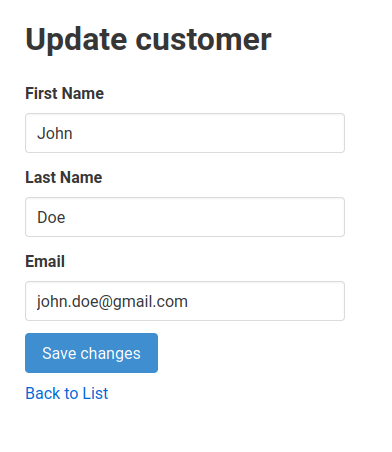 Update customer
First Name
John
Last Name
Doe
Email
john.doe@gmail.com
Save changes
Back to List